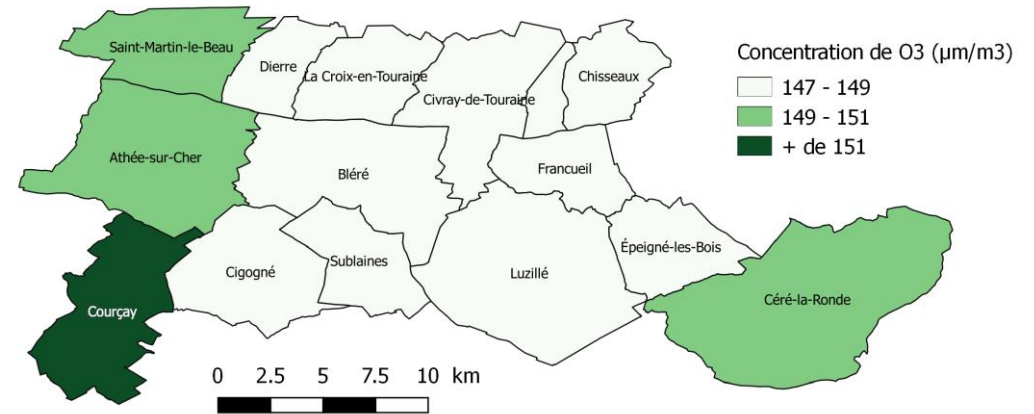 Saint-Martin-le-Beau
Dierre
La Croix-en-Touraine
Civray-de-Touraine
Chisseaux
Concentration de O3 (µm/m3)
147 - 149
149 - 151
+ de 151
Athée-sur-Cher
Bléré
Francueil
Épeigné-les-Bois
Cigogné
Sublaines
Luzillé
Céré-la-Ronde
Courçay
0 2.5 5 7.5 10 km